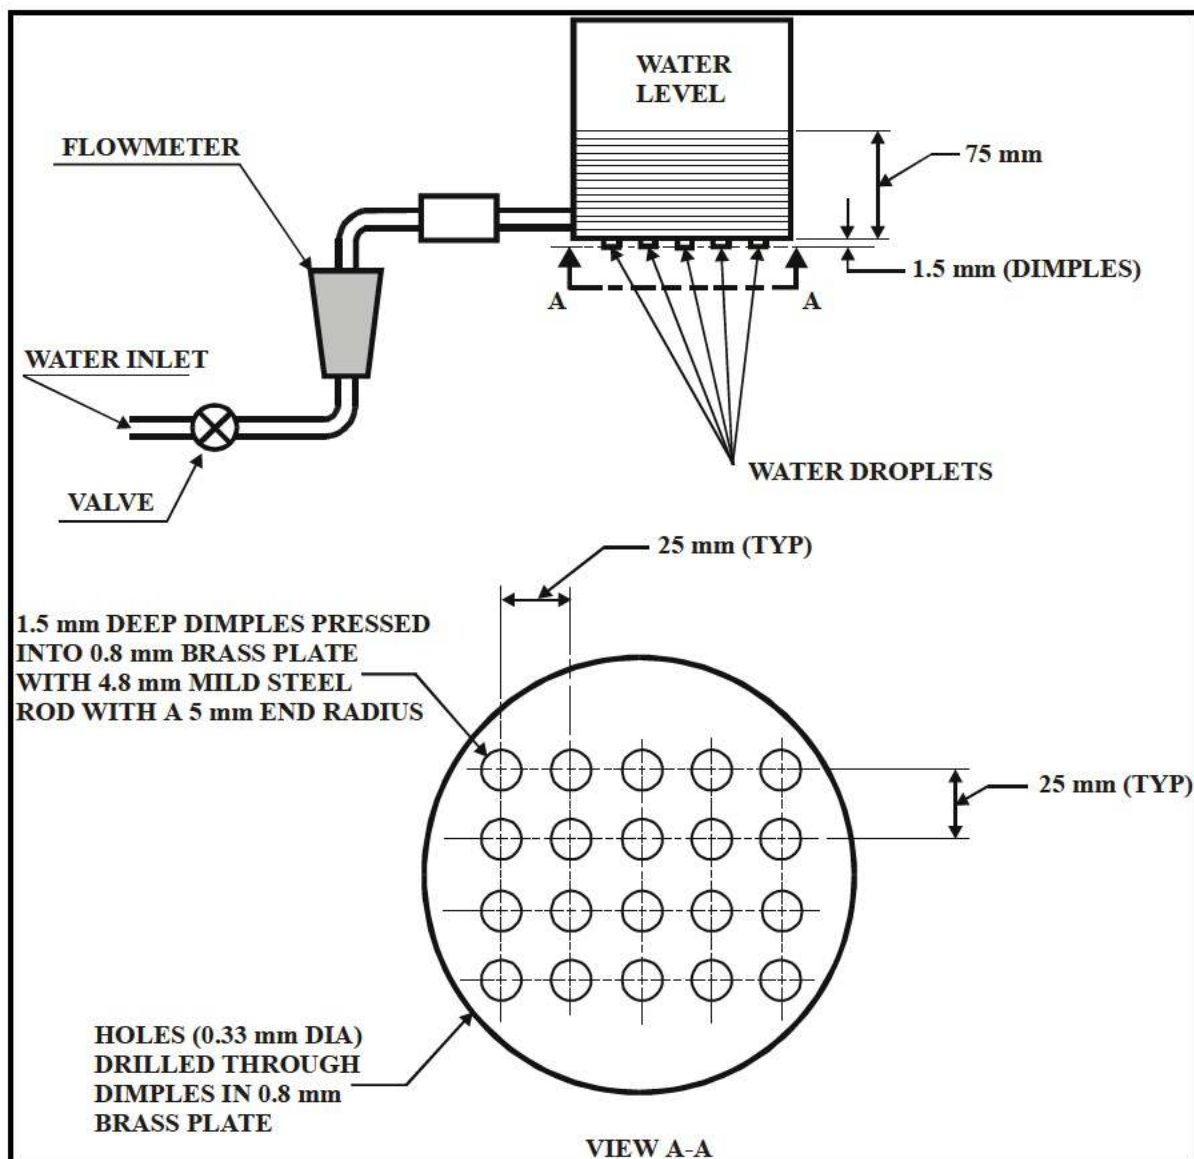 WATER
LEVEL
FLOWMETER
75 mm
1.5 mm (DIMPLES)
A
A
WATER INLET
WATER DROPLETS
VALVE
25 mm (TYP)
1.5 mm DEEP DIMPLES PRESSED
INTO 0.8 mm BRASS PLATE
WITH 4.8 mm MILD STEEL
ROD WITH A 5 mm END RADIUS
25 mm (TYP)
HOLES (0.33 mm DIA)
DRILLED THROUGH
DIMPLES IN 0.8 mm
BRASS PLATE
VIEW A-A